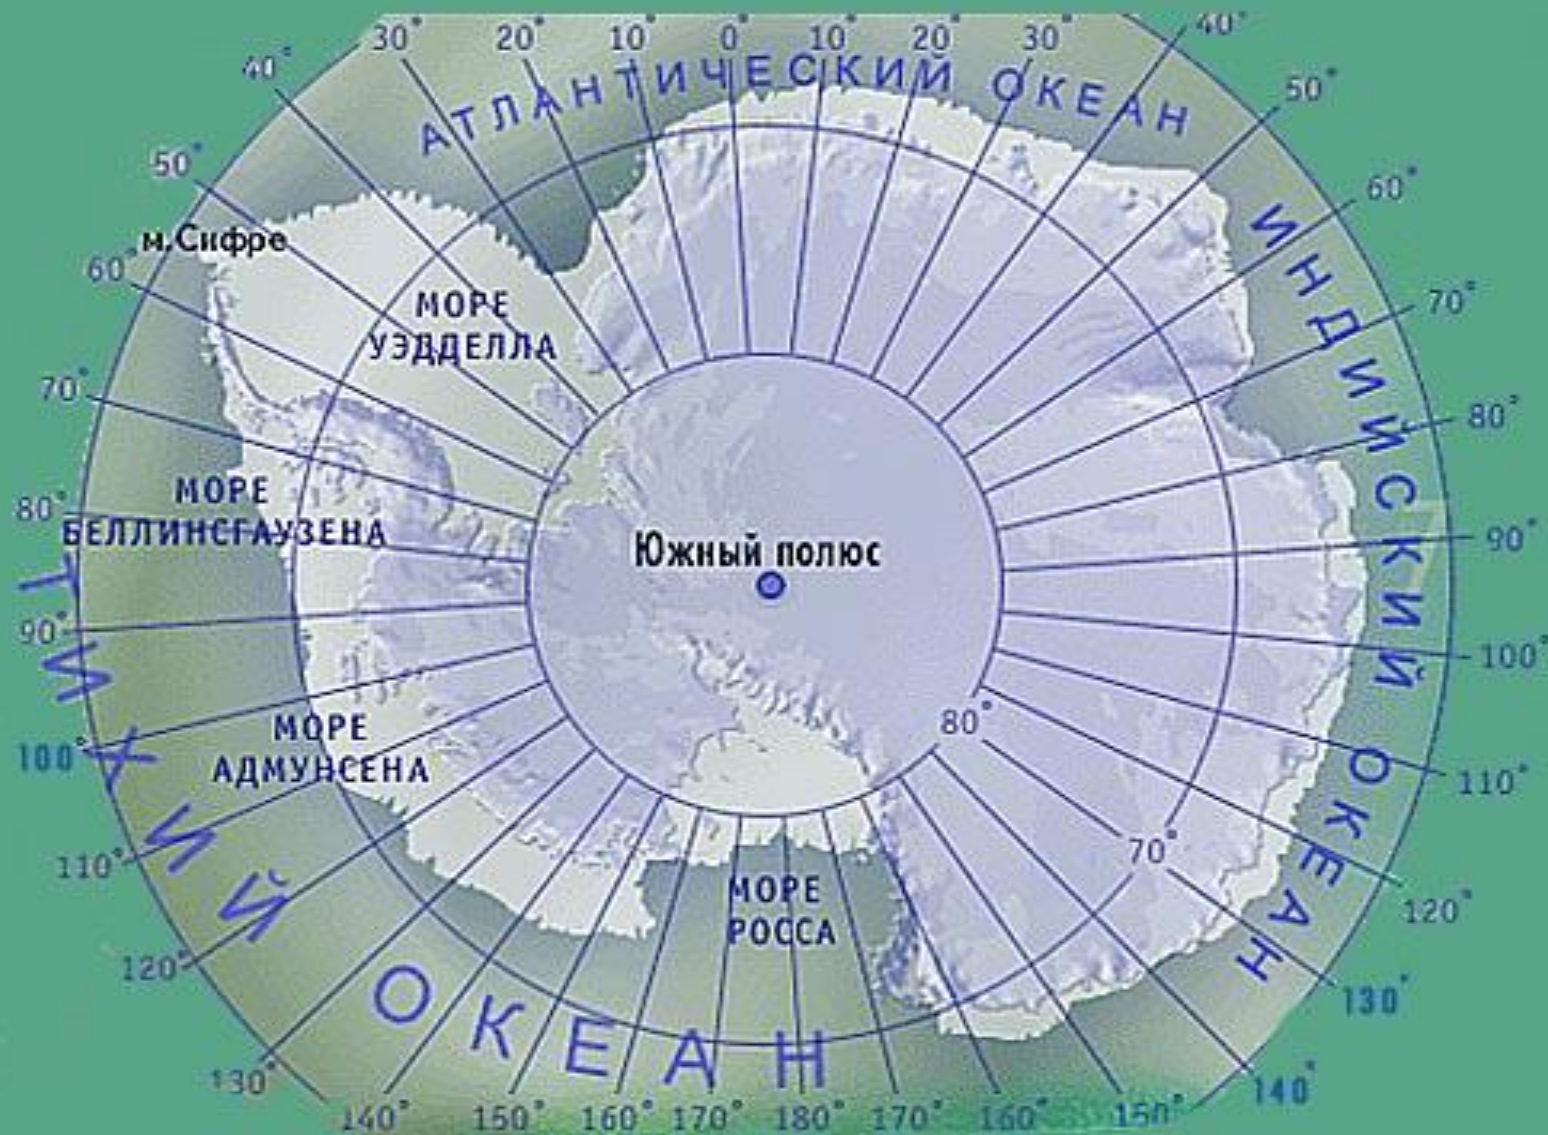 30° 20° 10° 0° 10° 20° 30° 40°
40°
50°
АТЛАНТИЧЕСКИЙ ОКЕАН
50°
60°
м.Сифре
60°
ИНДИЙСКИЙ ОКЕАН
70°
МОРЕ
УЭДДЕЛЛА
70°
80°
МОРЕ
БЕЛЛИНСГАУЗЕНА
80°
90°
Южный полюс
ТИХИЙ ОКЕАН
90°
100°
80°
МОРЕ
АДМУНСЕНА
100°
110°
70°
110°
МОРЕ
РОССА
120°
120°
130°
130°
140°
140° 150° 160° 170° 180° 170° 160° 150°